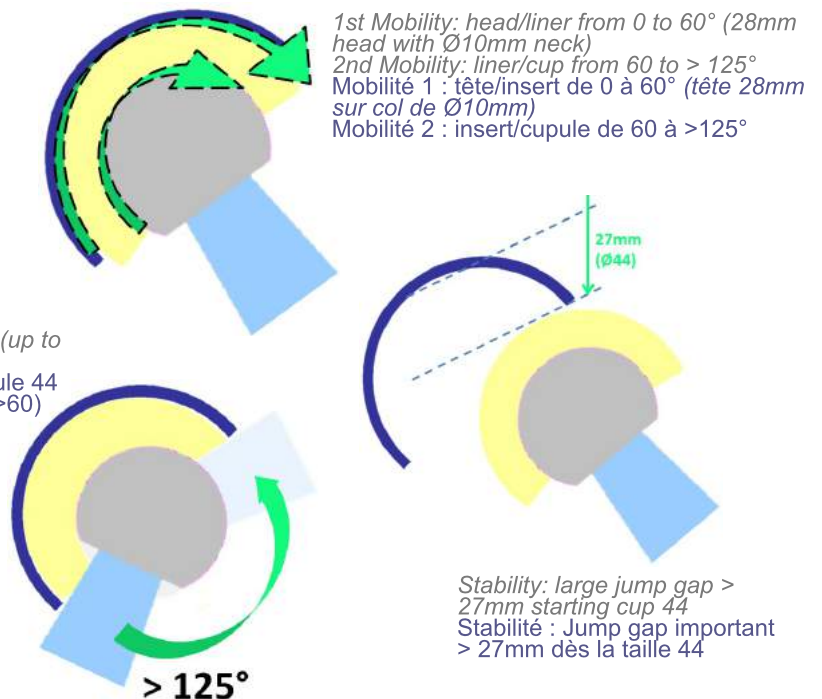 1st Mobility: head/liner from 0 to 60° (28mm
head with Ø10mm neck)
2nd Mobility: liner/cup from 60 to > 125°
Mobilité 1 : tête/insert de 0 à 60° (tête 28mm
sur col de Ø10mm)
Mobilité 2 : insert/cupule de 60 à >125°
27mm
(Ø44)
(up to
ule 44
>60)
> 125°
Stability: large jump gap >
27mm starting cup 44
Stabilité : Jump gap important
> 27mm dès la taille 44